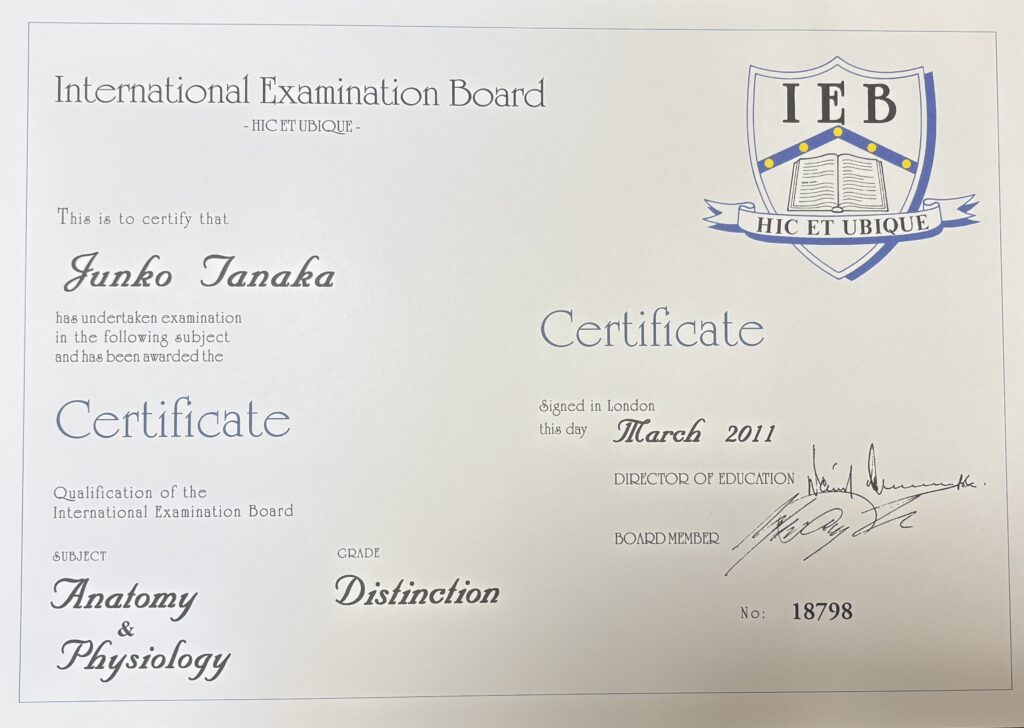 International Examination Board
- HIC ET UBIQUE -
I E B
HIC ET UBIQUE
This is to certify that
Junko Tanaka
has undertaken examination
in the following subject
and has been awarded the
Certificate
Qualification of the
International Examination Board
SUBJECT
Anatomy
&
Physiology
GRADE
Distinction
Certificate
Signed in London
this day March 2011
DIRECTOR OF EDUCATION
BOARD MEMBER
No: 18798